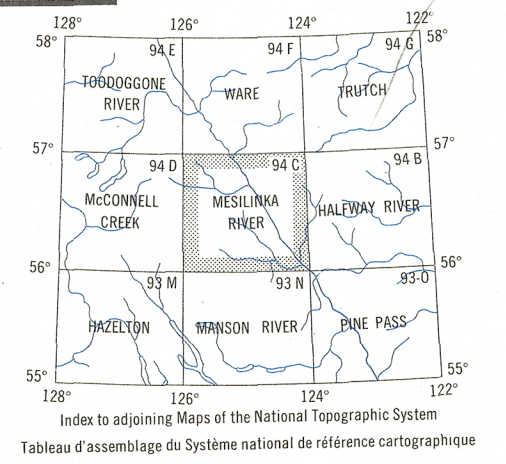 128° 126° 124° 122°
58° 94 E 94 F 94 G 58°
TOODOGGONE
RIVER
WARE
TRUTCH
57° 57°
94 D 94 C 94 B
McCONNELL
CREEK
MESILINKA
RIVER
HALFWAY RIVER
56° 56°
93 M 93 N 93-O
HAZELTON MANSON RIVER PINE PASS
55° 55°
128° 126° 124° 122°
Index to adjoining Maps of the National Topographic System
Tableau d'assemblage du Système national de référence cartographique